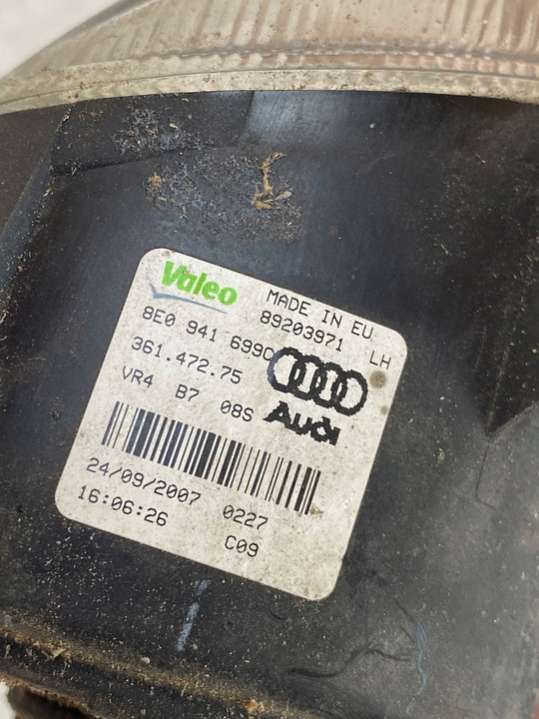 Valeo MADE IN EU
89203971 LH
8E0 941 699C
361.472.75
VR4 B7 08S Audi
24/09/2007 0227
16:06:26 C09